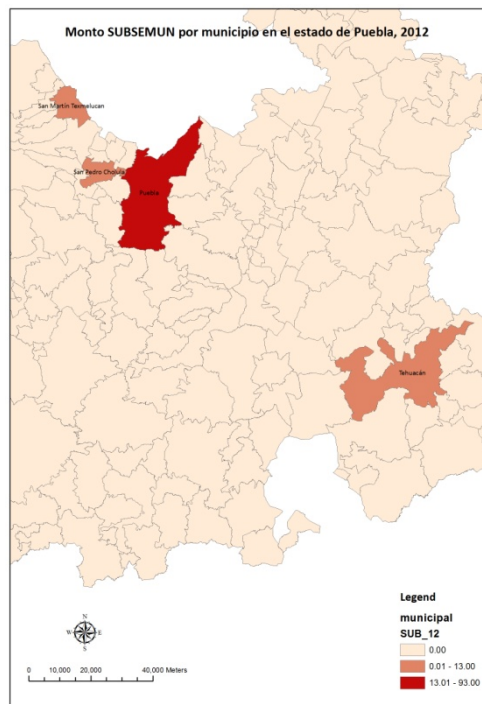 Monto SUBSEMUN por municipio en el estado de Puebla, 2012
San Martín Texmelucan
San Pedro Cholula
Puebla
Tehuacán
N
W E
S
0 10,000 20,000 40,000 Meters
Legend
municipal
SUB_12
0.00
0.01 - 13.00
13.01 - 93.00